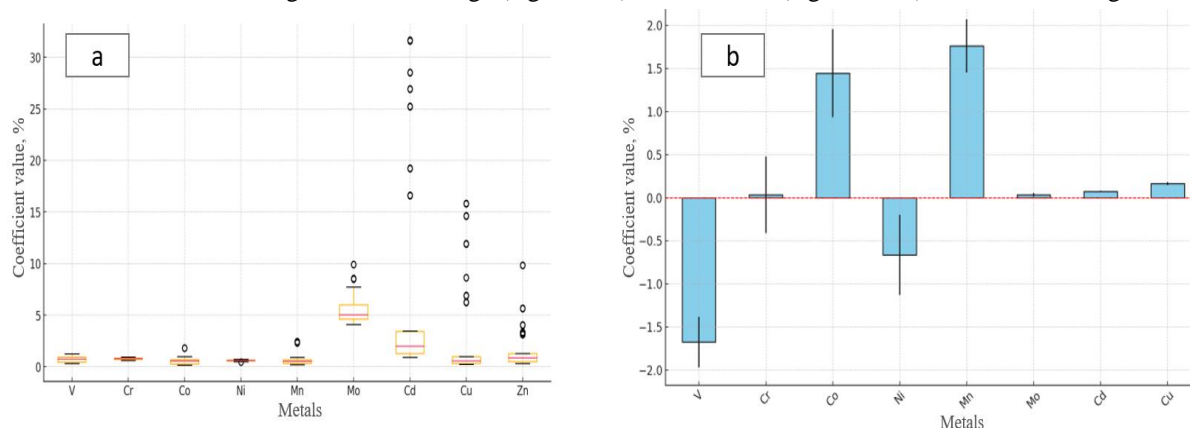 a
Coefficient value, %
30
25
20
15
10
5
0
V Cr Co Ni Mn Mo Cd Cu Zn
Metals
b
Coefficient value, %
2.0
1.5
1.0
0.5
0.0
−0.5
−1.0
−1.5
−2.0
V Cr Co Ni Mn Mo Cd Cu
Metals